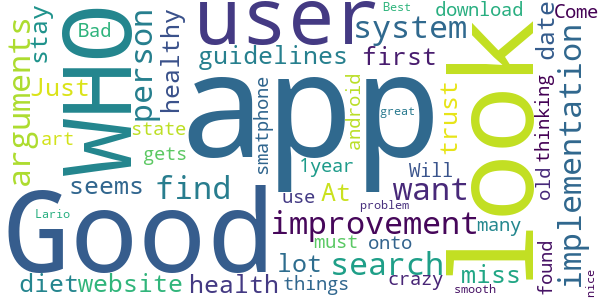 Best
download
Come
Bad
user
system
stay
WHO
person
healthy
guidelines
first
date
look
implementation
arguments
Just
art
state
gets
smatphone
app
android
trust
thinking
old
1year
Will
seems
find
At
use
want
problem
great
many
Good
Lario
improvement
must
onto
lot
search
miss
found
diet
website
health
things
crazy
smooth
nice